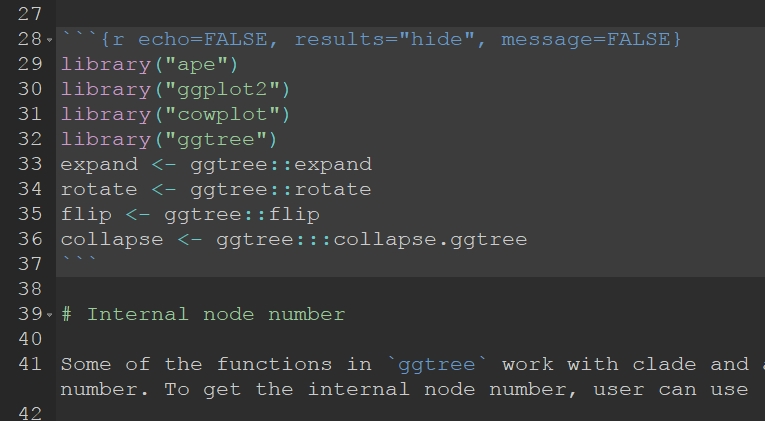 27
28 ```{r echo=FALSE, results="hide", message=FALSE}
29 library("ape")
30 library("ggplot2")
31 library("cowplot")
32 library("ggtree")
33 expand <- ggtree::expand
34 rotate <- ggtree::rotate
35 flip <- ggtree::flip
36 collapse <- ggtree:::collapse.ggtree
37 ```
38
39 # Internal node number
40
41 Some of the functions in `ggtree` work with clade and
number. To get the internal node number, user can use
42